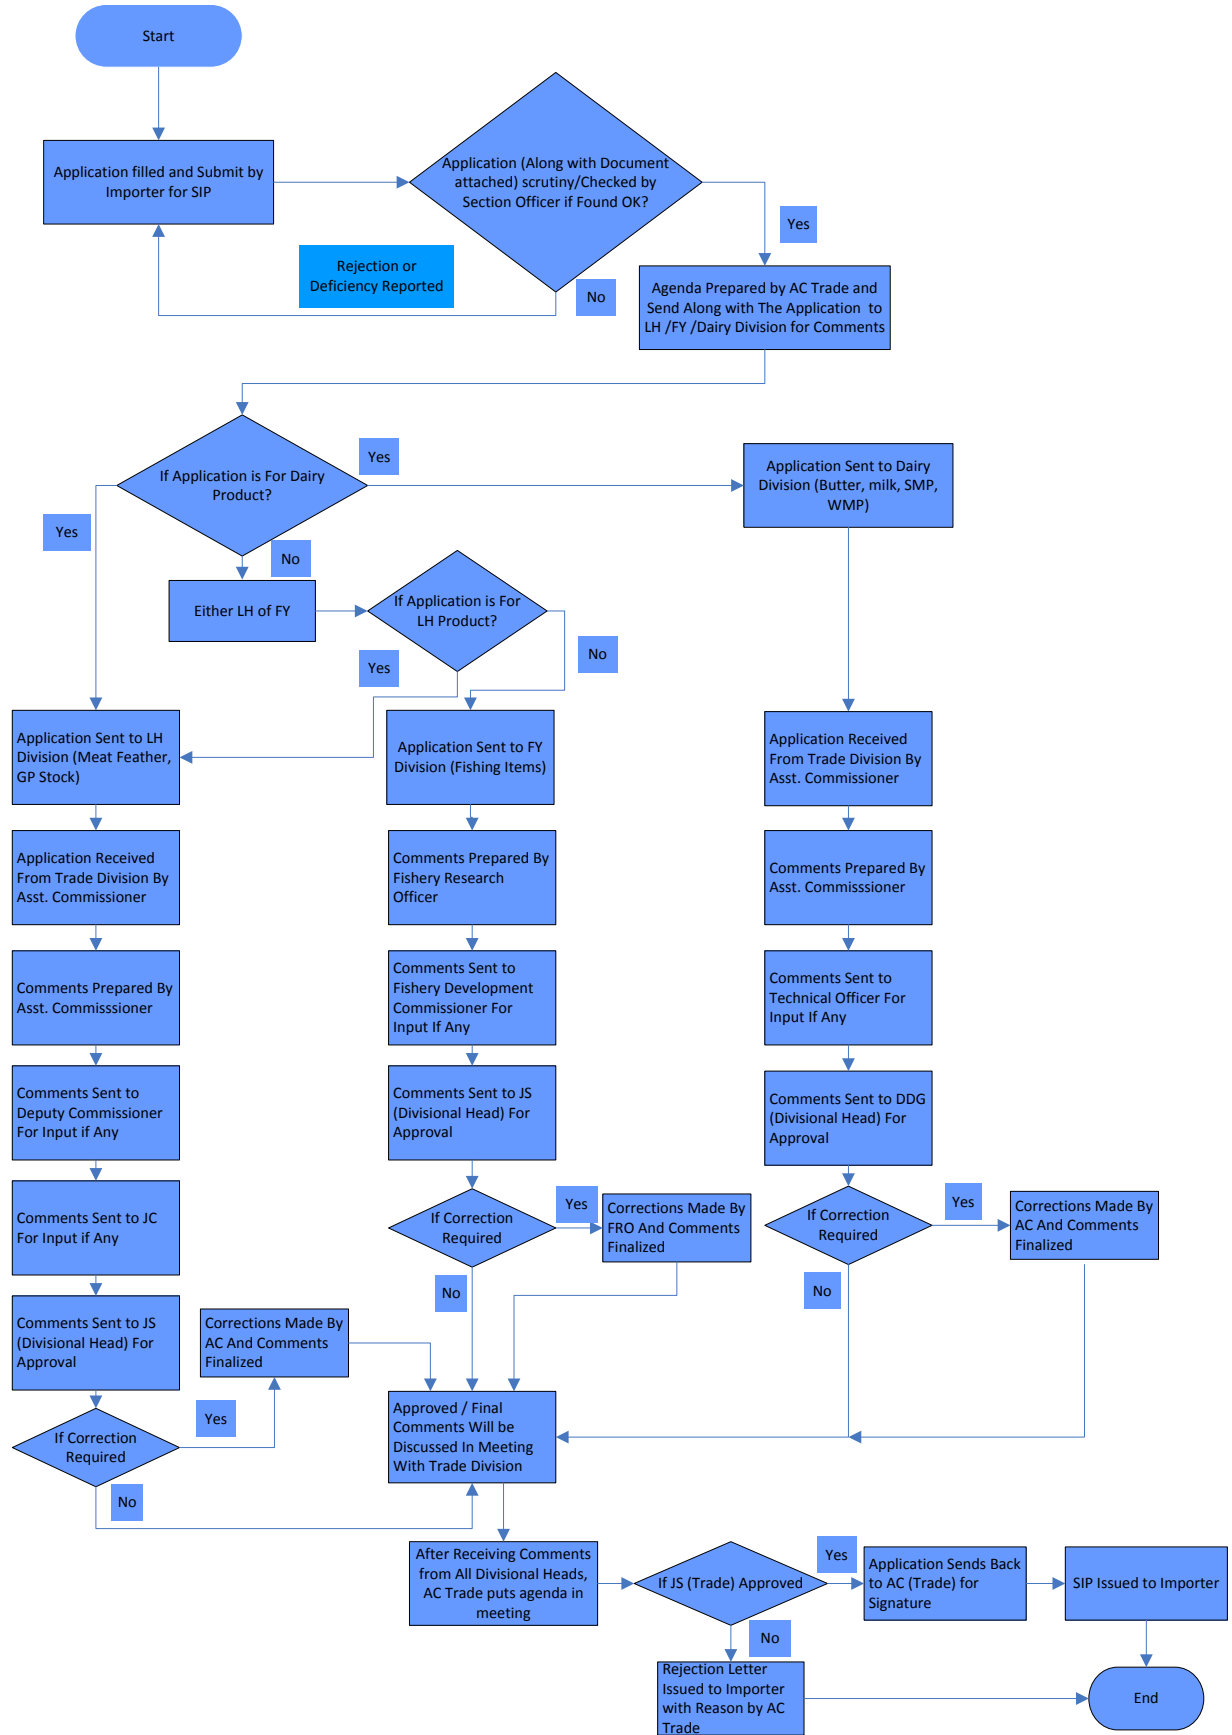 Start
Application filled and Submit by
Importer for SIP
Application (Along with Document
attached) scrutiny/Checked by
Section Officer if Found OK?
Yes
Rejection or
Deficiency Reported
No
Agenda Prepared by AC Trade and
Send Along with The Application to
LH /FY /Dairy Division for Comments
If Application is For Dairy
Product?
Yes
Yes
No
Application Sent to Dairy
Division (Butter, milk, SMP,
WMP)
Either LH of FY
If Application is For
LH Product?
Yes
No
Application Sent to LH
Division (Meat Feather,
GP Stock)
Application Sent to FY
Division (Fishing Items)
Application Received
From Trade Division By
Asst. Commissioner
Application Received
From Trade Division By
Asst. Commissioner
Comments Prepared By
Fishery Research
Officer
Comments Prepared By
Asst. Commisssioner
Comments Prepared By
Asst. Commisssioner
Comments Sent to
Fishery Development
Commissioner For
Input If Any
Comments Sent to
Technical Officer For
Input If Any
Comments Sent to
Deputy Commissioner
For Input if Any
Comments Sent to JS
(Divisional Head) For
Approval
Comments Sent to DDG
(Divisional Head) For
Approval
Comments Sent to JC
For Input if Any
If Correction
Required
Yes
No
Corrections Made By
FRO And Comments
Finalized
If Correction
Required
Yes
No
Corrections Made By
AC And Comments
Finalized
Comments Sent to JS
(Divisional Head) For
Approval
Corrections Made By
AC And Comments
Finalized
If Correction
Required
Yes
No
Approved / Final
Comments Will be
Discussed In Meeting
With Trade Division
After Receiving Comments
from All Divisional Heads,
AC Trade puts agenda in
meeting
If JS (Trade) Approved
Yes
No
Application Sends Back
to AC (Trade) for
Signature
SIP Issued to Importer
Rejection Letter
Issued to Importer
with Reason by AC
Trade
End